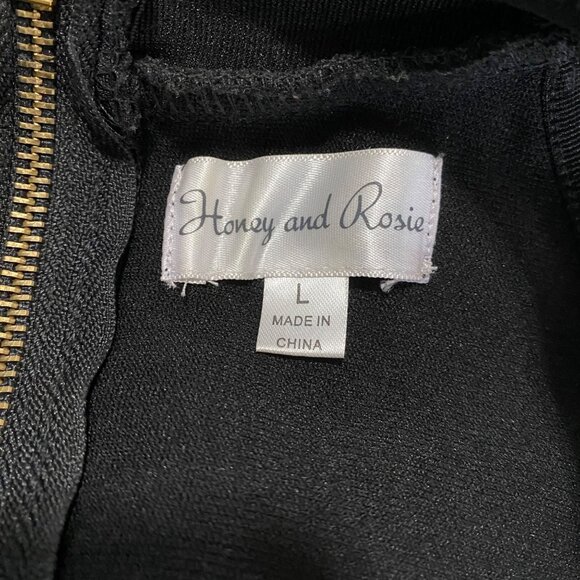 Honey and Rosie
L
MADE IN
CHINA